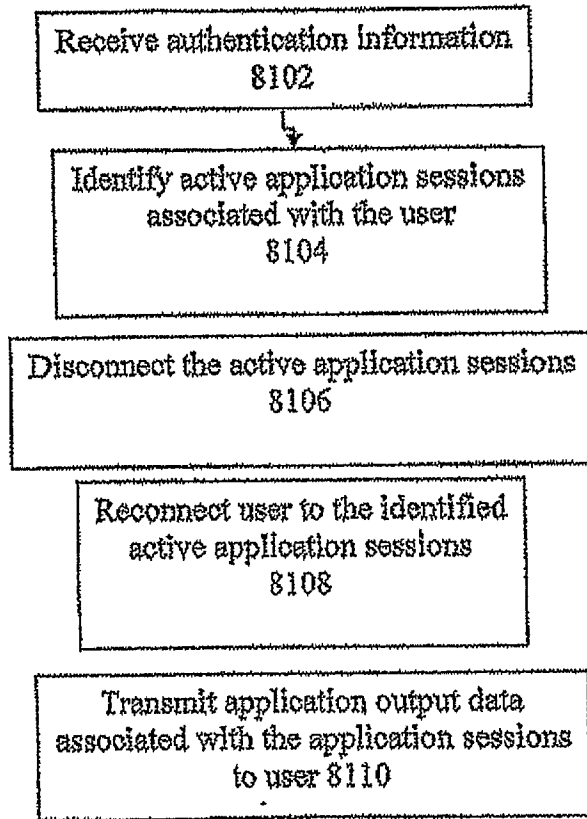 Receive authentication information
8102
Identify active application sessions
associated with the user
8104
Disconnect the active application sessions
8106
Reconnect user to the identified
active application sessions
8108
Transmit application output data
associated with the application sessions
to user 8110